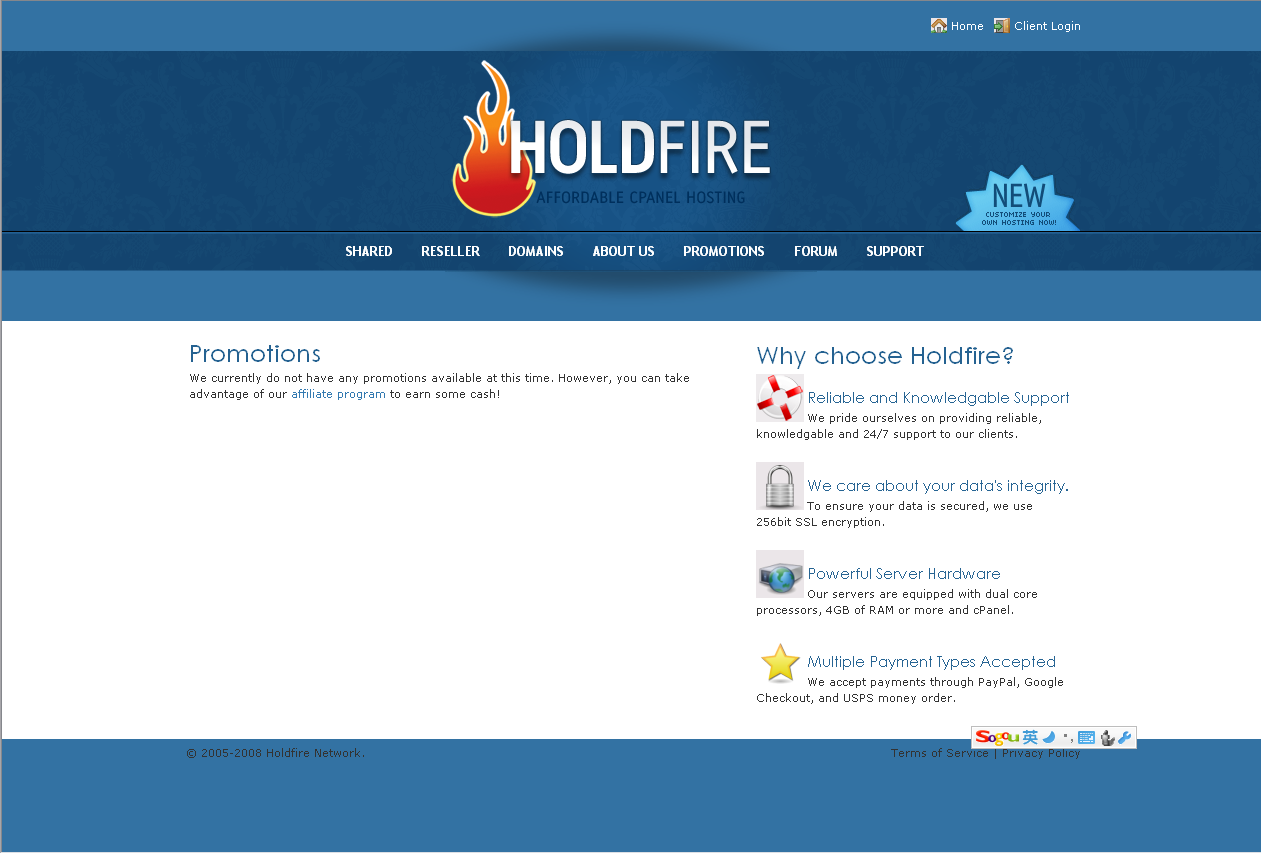 Home Client Login
HOLDFIRE
AFFORDABLE CPANEL HOSTING
NEW
CUSTOMIZE YOUR
OWN HOSTING NOW!
SHARED RESELLER DOMAINS ABOUT US PROMOTIONS FORUM SUPPORT
Promotions
We currently do not have any promotions available at this time. However, you can take
advantage of our affiliate program to earn some cash!
Why choose Holdfire?
Reliable and Knowledgable Support
We pride ourselves on providing reliable,
knowledgable and 24/7 support to our clients.
We care about your data's integrity.
To ensure your data is secured, we use
256bit SSL encryption.
Powerful Server Hardware
Our servers are equipped with dual core
processors, 4GB of RAM or more and cPanel.
Multiple Payment Types Accepted
We accept payments through PayPal, Google
Checkout, and USPS money order.
Sogou 英
© 2005-2008 Holdfire Network.
Terms of Service | Privacy Policy